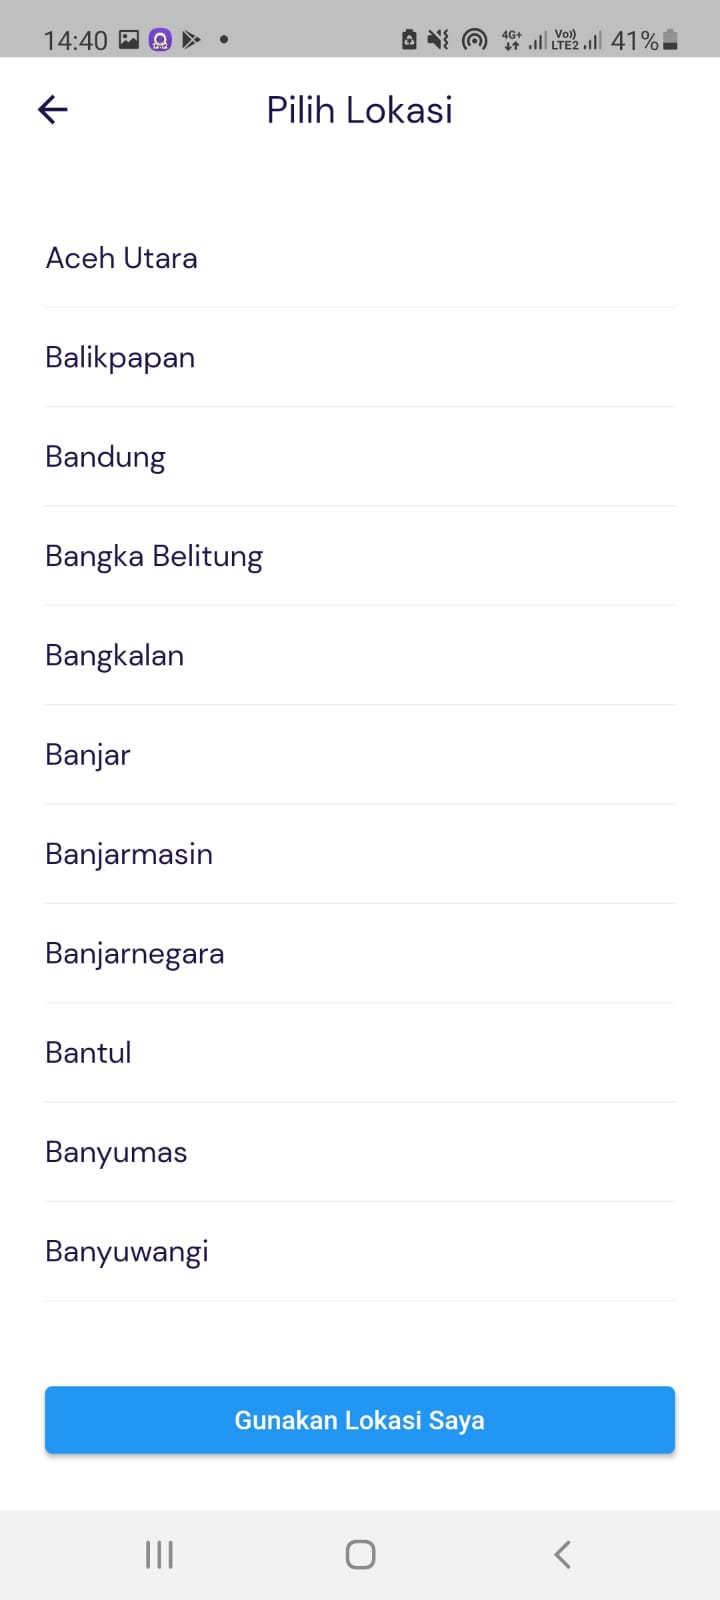 14:40
4G+ Vo)) LTE2 41%
Pilih Lokasi
Aceh Utara
Balikpapan
Bandung
Bangka Belitung
Bangkalan
Banjar
Banjarmasin
Banjarnegara
Bantul
Banyumas
Banyuwangi
Gunakan Lokasi Saya